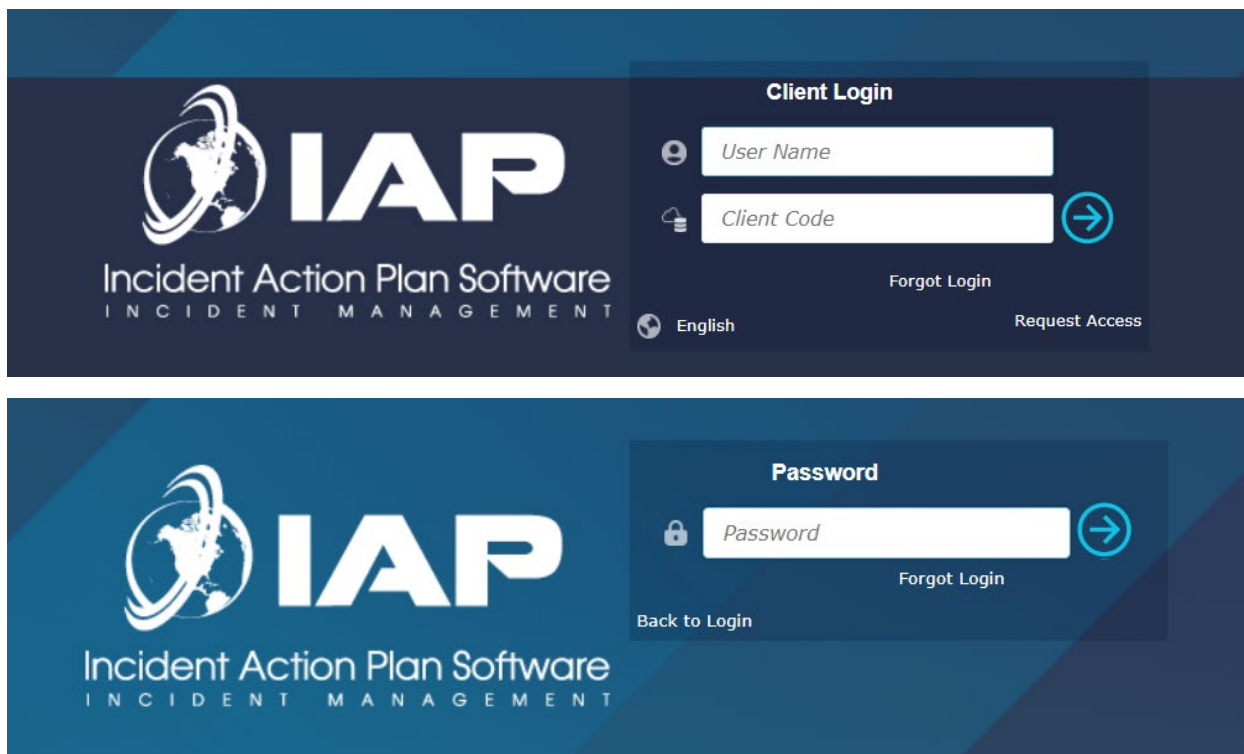 Client Login
IAP
User Name
Client Code
Incident Action Plan Software
INCIDENT MANAGEMENT
Forgot Login
English
Request Access
Password
IAP
Password
Forgot Login
Back to Login
Incident Action Plan Software
INCIDENT MANAGEMENT